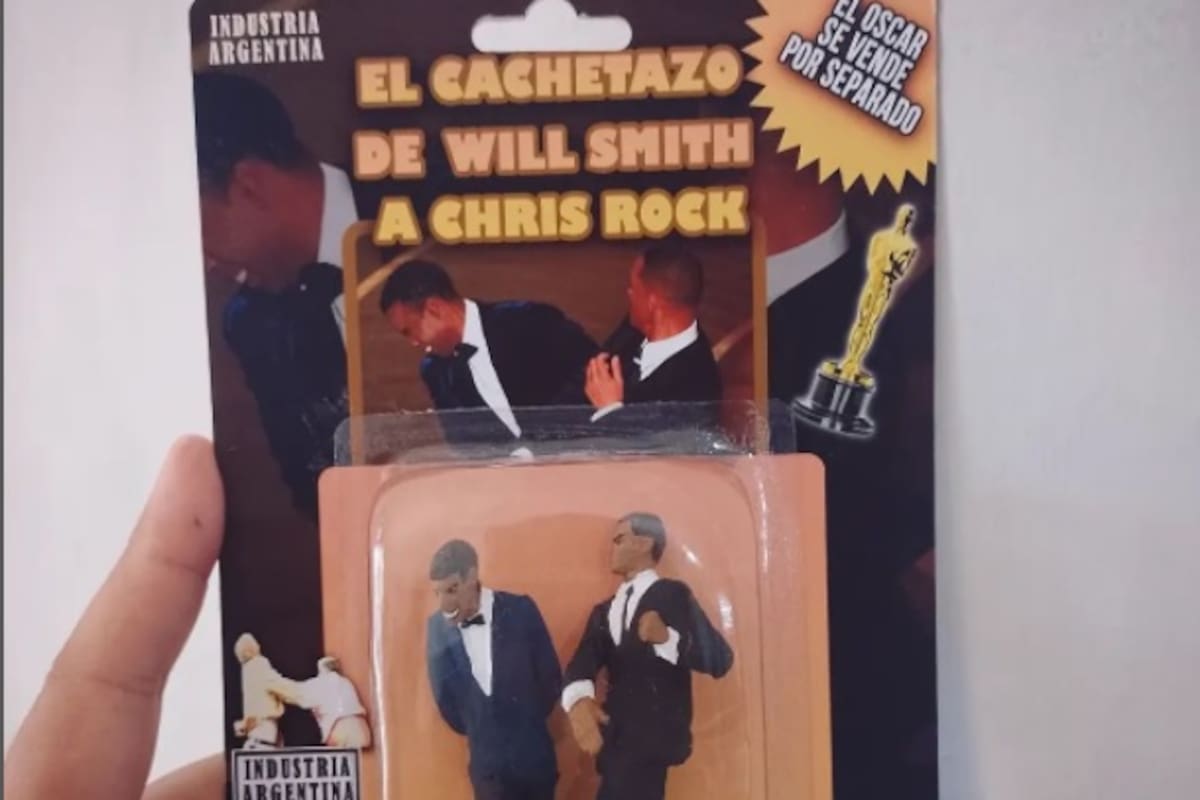 INDUSTRIA
ARGENTINA
EL CACHETAZO
DE WILL SMITH
A CHRIS ROCK
EL OSCAR
SE VENDE
POR SEPARADO
INDUSTRIA
ARGENTINA